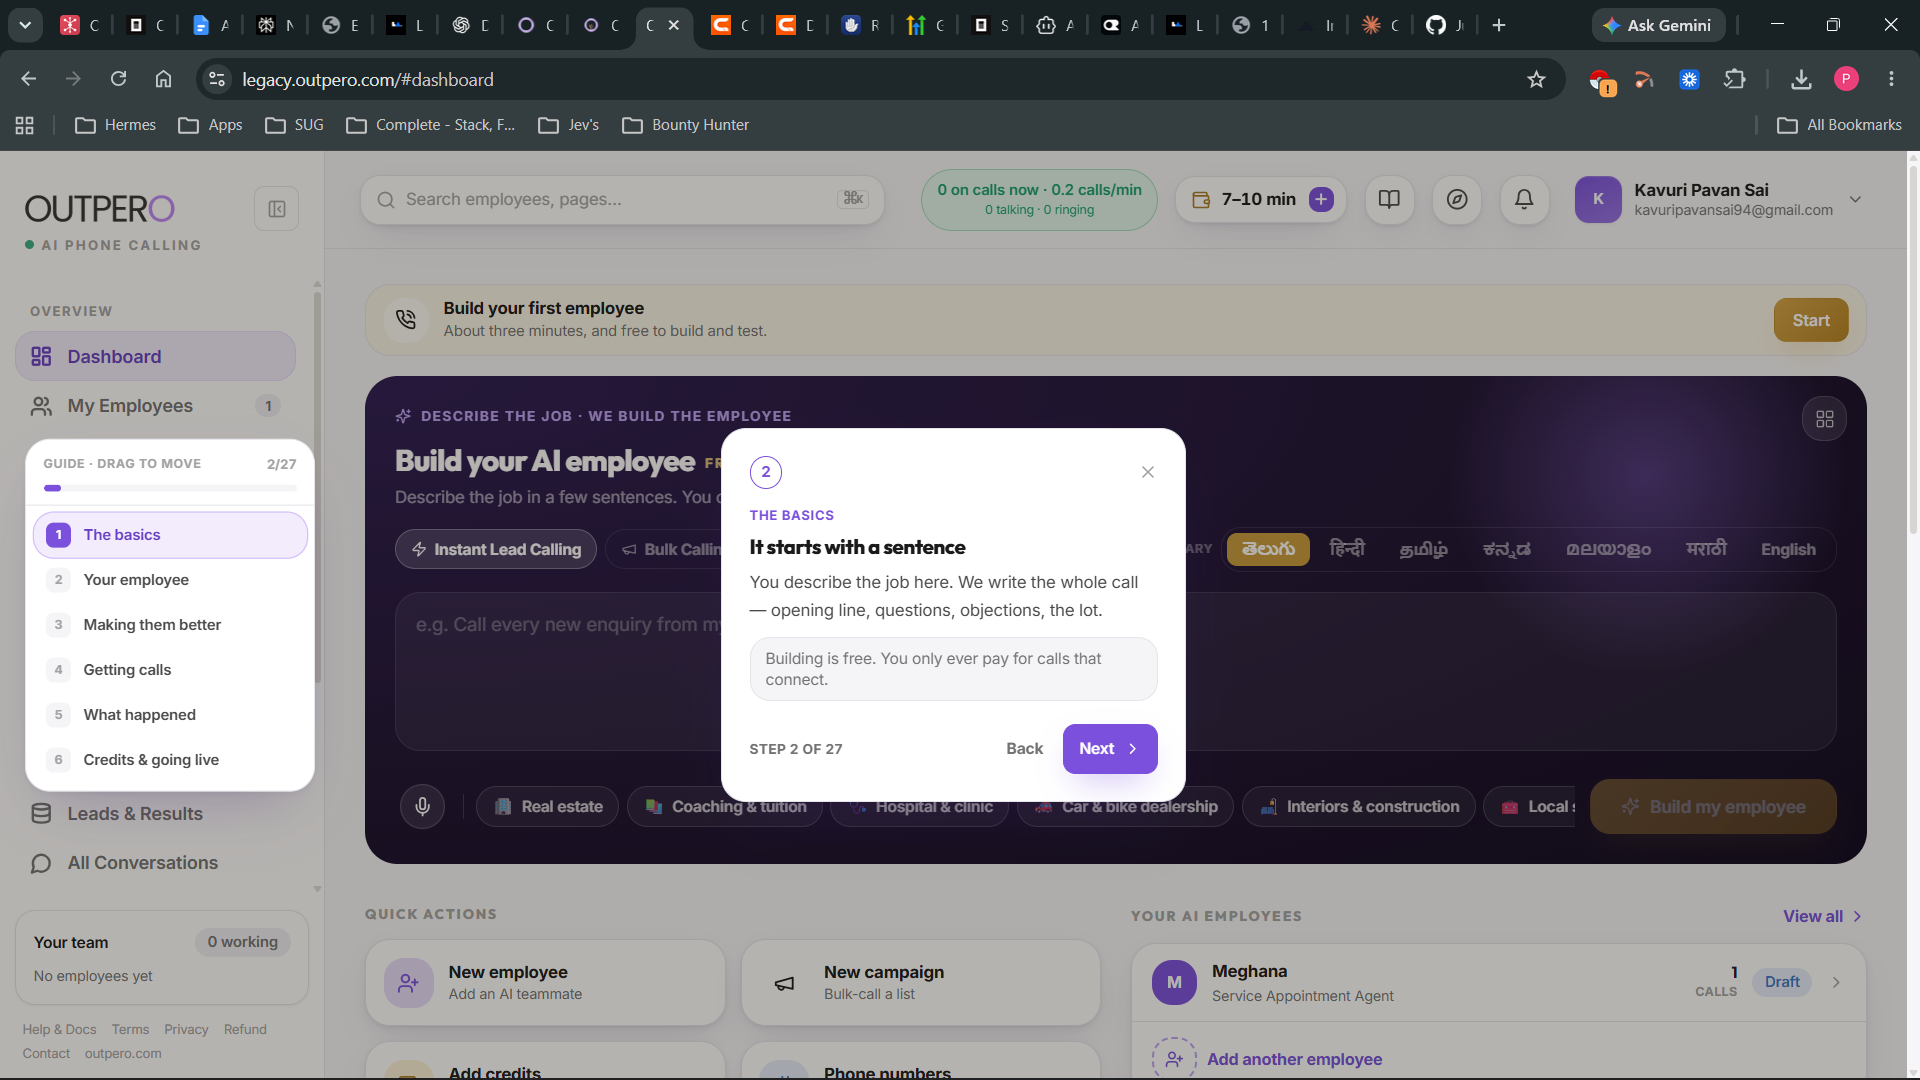 Ask Gemini
legacy.outpero.com/#dashboard
Hermes
Apps
SUG
Complete - Stack, F...
Jev's
Bounty Hunter
All Bookmarks
OUTPERO
AI PHONE CALLING
Search employees, pages...
⌘K
0 on calls now · 0.2 calls/min
0 talking · 0 ringing
7–10 min
K
Kavuri Pavan Sai
kavuripavansai94@gmail.com
OVERVIEW
Dashboard
My Employees
1
GUIDE · DRAG TO MOVE
2/27
1 The basics
2 Your employee
3 Making them better
4 Getting calls
5 What happened
6 Credits & going live
Leads & Results
All Conversations
Your team
0 working
No employees yet
Help & Docs Terms Privacy Refund
Contact outpero.com
Build your first employee
About three minutes, and free to build and test.
Start
DESCRIBE THE JOB · WE BUILD THE EMPLOYEE
Build your AI employee FR
Describe the job in a few sentences. You c
Instant Lead Calling
Bulk Callin
ARY
తెలుగు
हिन्दी
தமிழ்
ಕನ್ನಡ
മലയാളം
मराठी
English
e.g. Call every new enquiry from my
2
THE BASICS
It starts with a sentence
You describe the job here. We write the whole call
— opening line, questions, objections, the lot.
Building is free. You only ever pay for calls that
connect.
STEP 2 OF 27
Back
Next
Real estate
Coaching & tuition
Hospital & clinic
Car & bike dealership
Interiors & construction
Local s
Build my employee
QUICK ACTIONS
New employee
Add an AI teammate
New campaign
Bulk-call a list
Add credits
Phone numbers
YOUR AI EMPLOYEES
View all
M
Meghana
Service Appointment Agent
1
CALLS
Draft
Add another employee